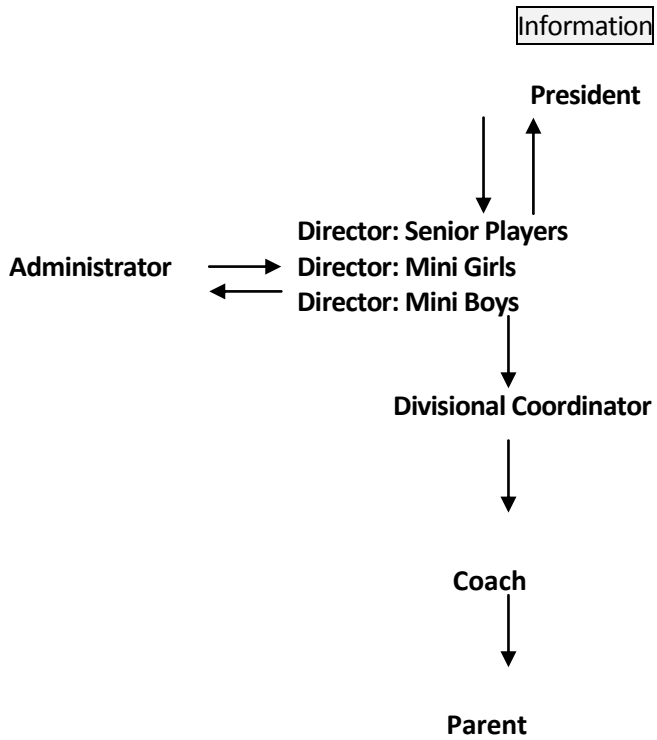 Information
President
Director: Senior Players
Administrator
Director: Mini Girls
Director: Mini Boys
Divisional Coordinator
Coach
Parent